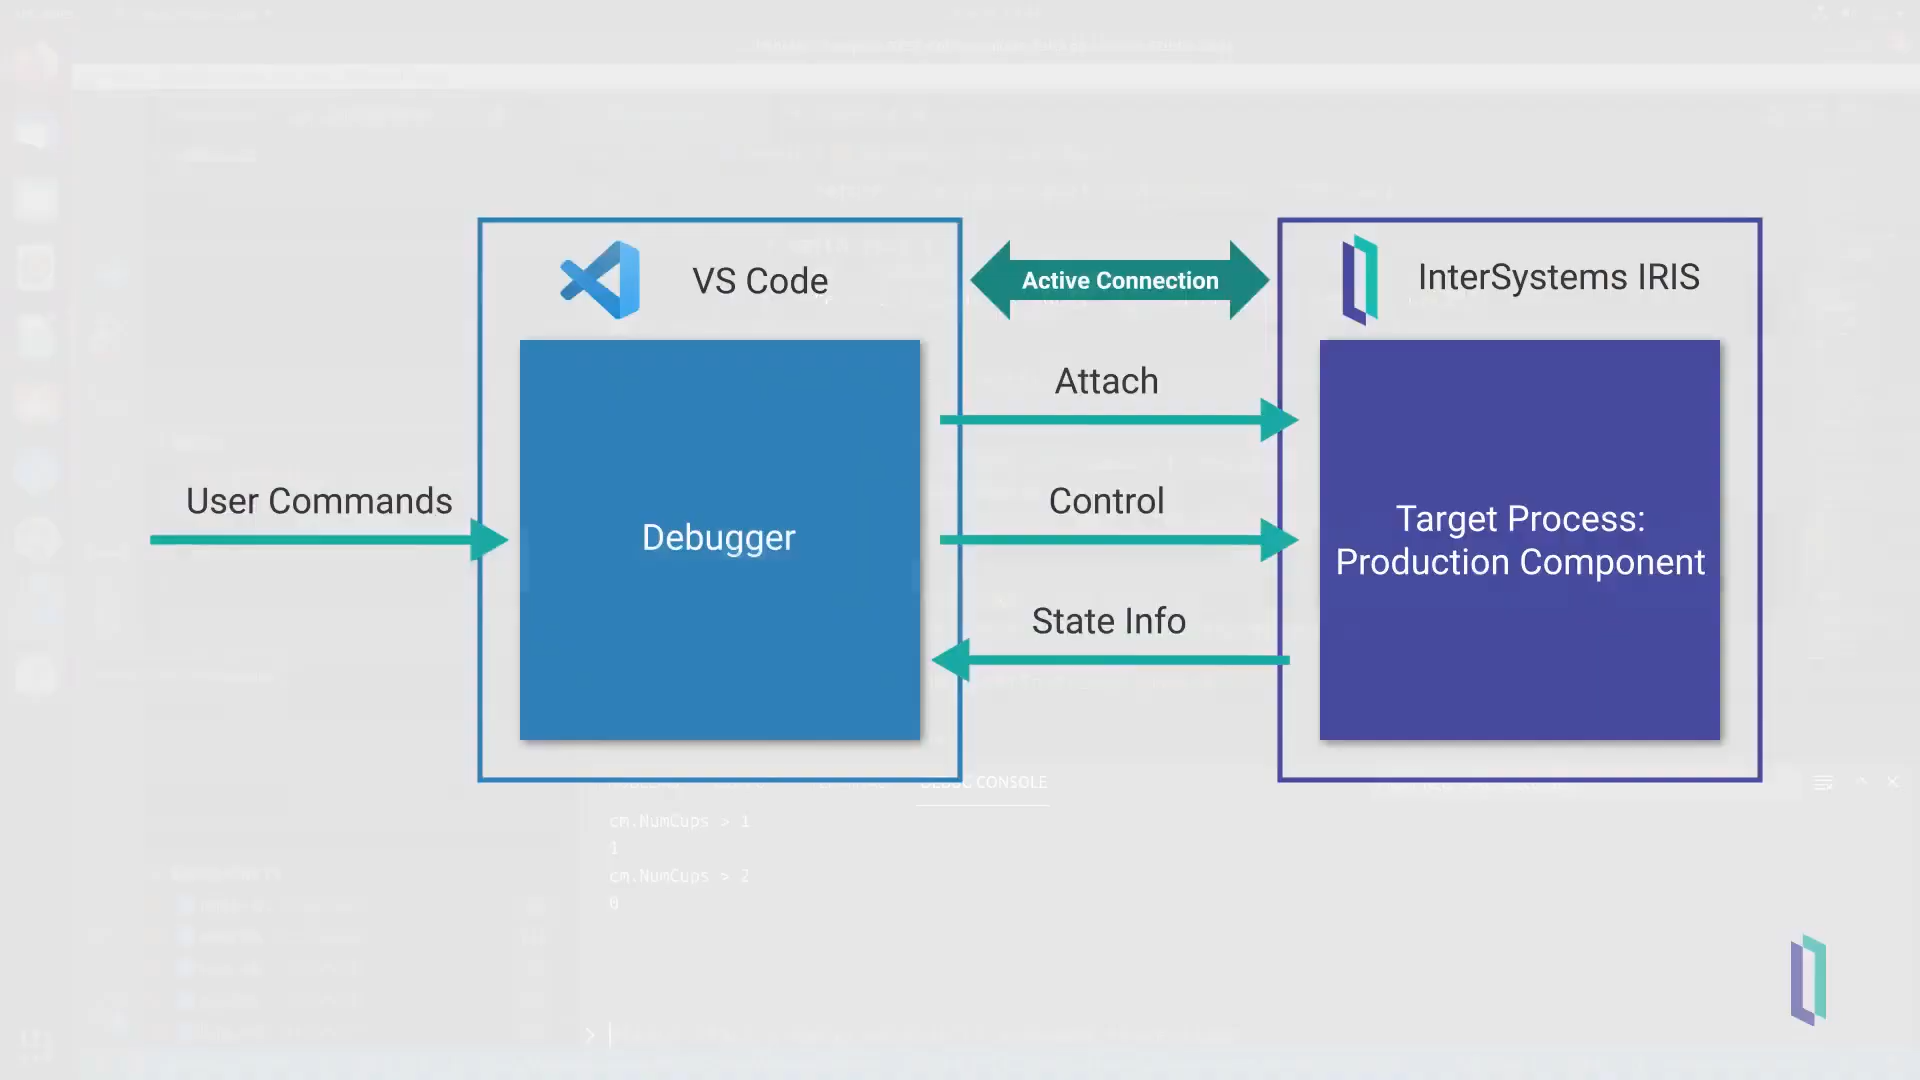 VS Code
Active Connection
InterSystems IRIS
Attach
User Commands
Control
Debugger
Target Process:
Production Component
State Info
DEBUG CONSOLE
cm.NumCups > 1
1
cm.NumCups > 2
0
>